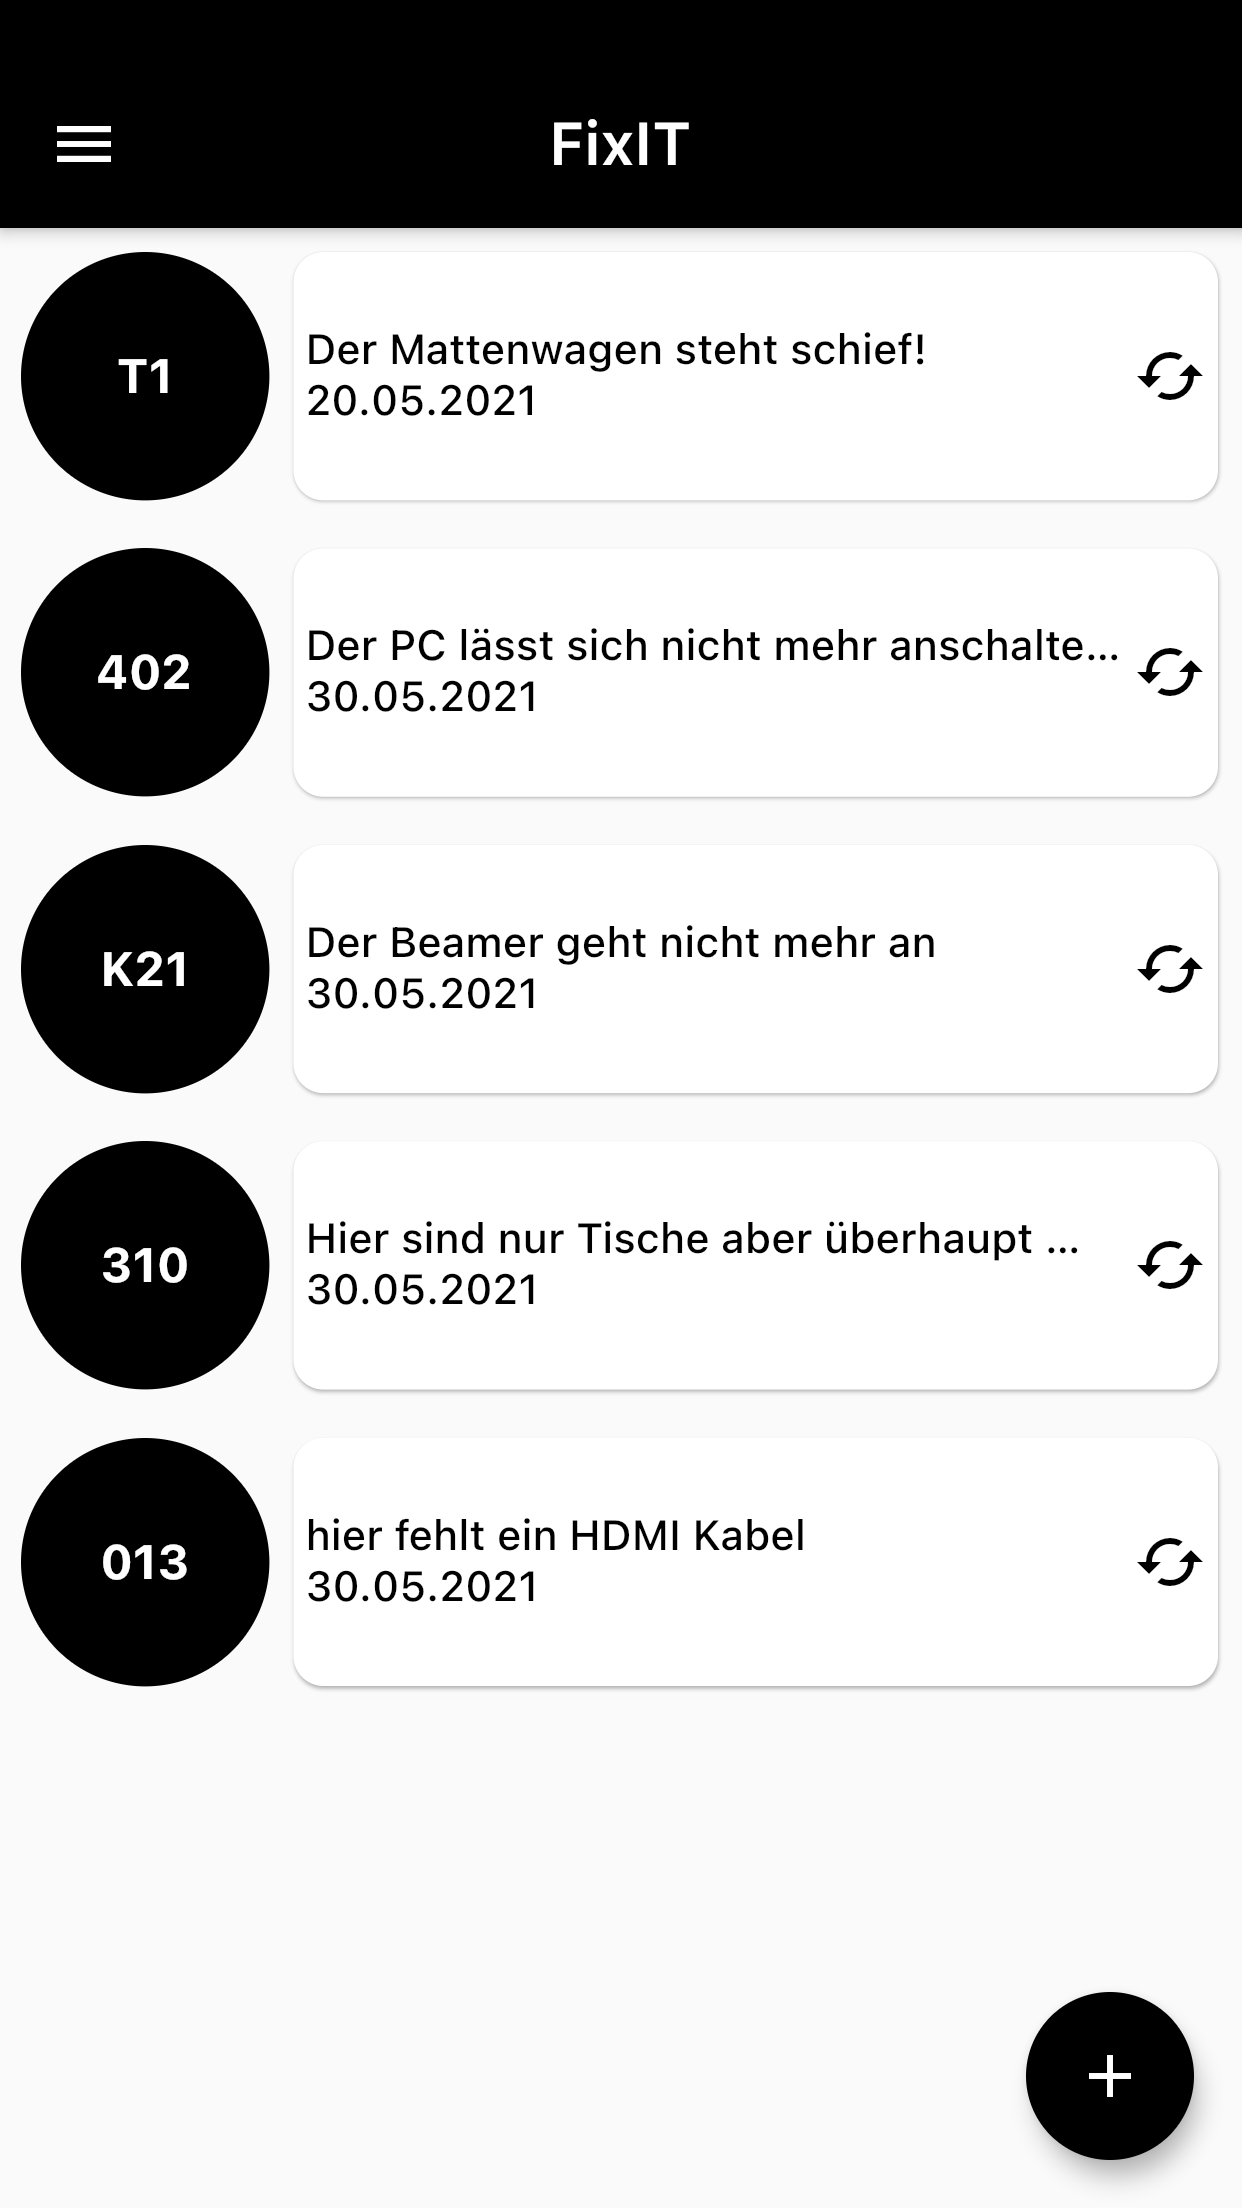 FixIT
T1
Der Mattenwagen steht schief!
20.05.2021
402
Der PC lässt sich nicht mehr anschalte...
30.05.2021
K21
Der Beamer geht nicht mehr an
30.05.2021
310
Hier sind nur Tische aber überhaupt ...
30.05.2021
013
hier fehlt ein HDMI Kabel
30.05.2021